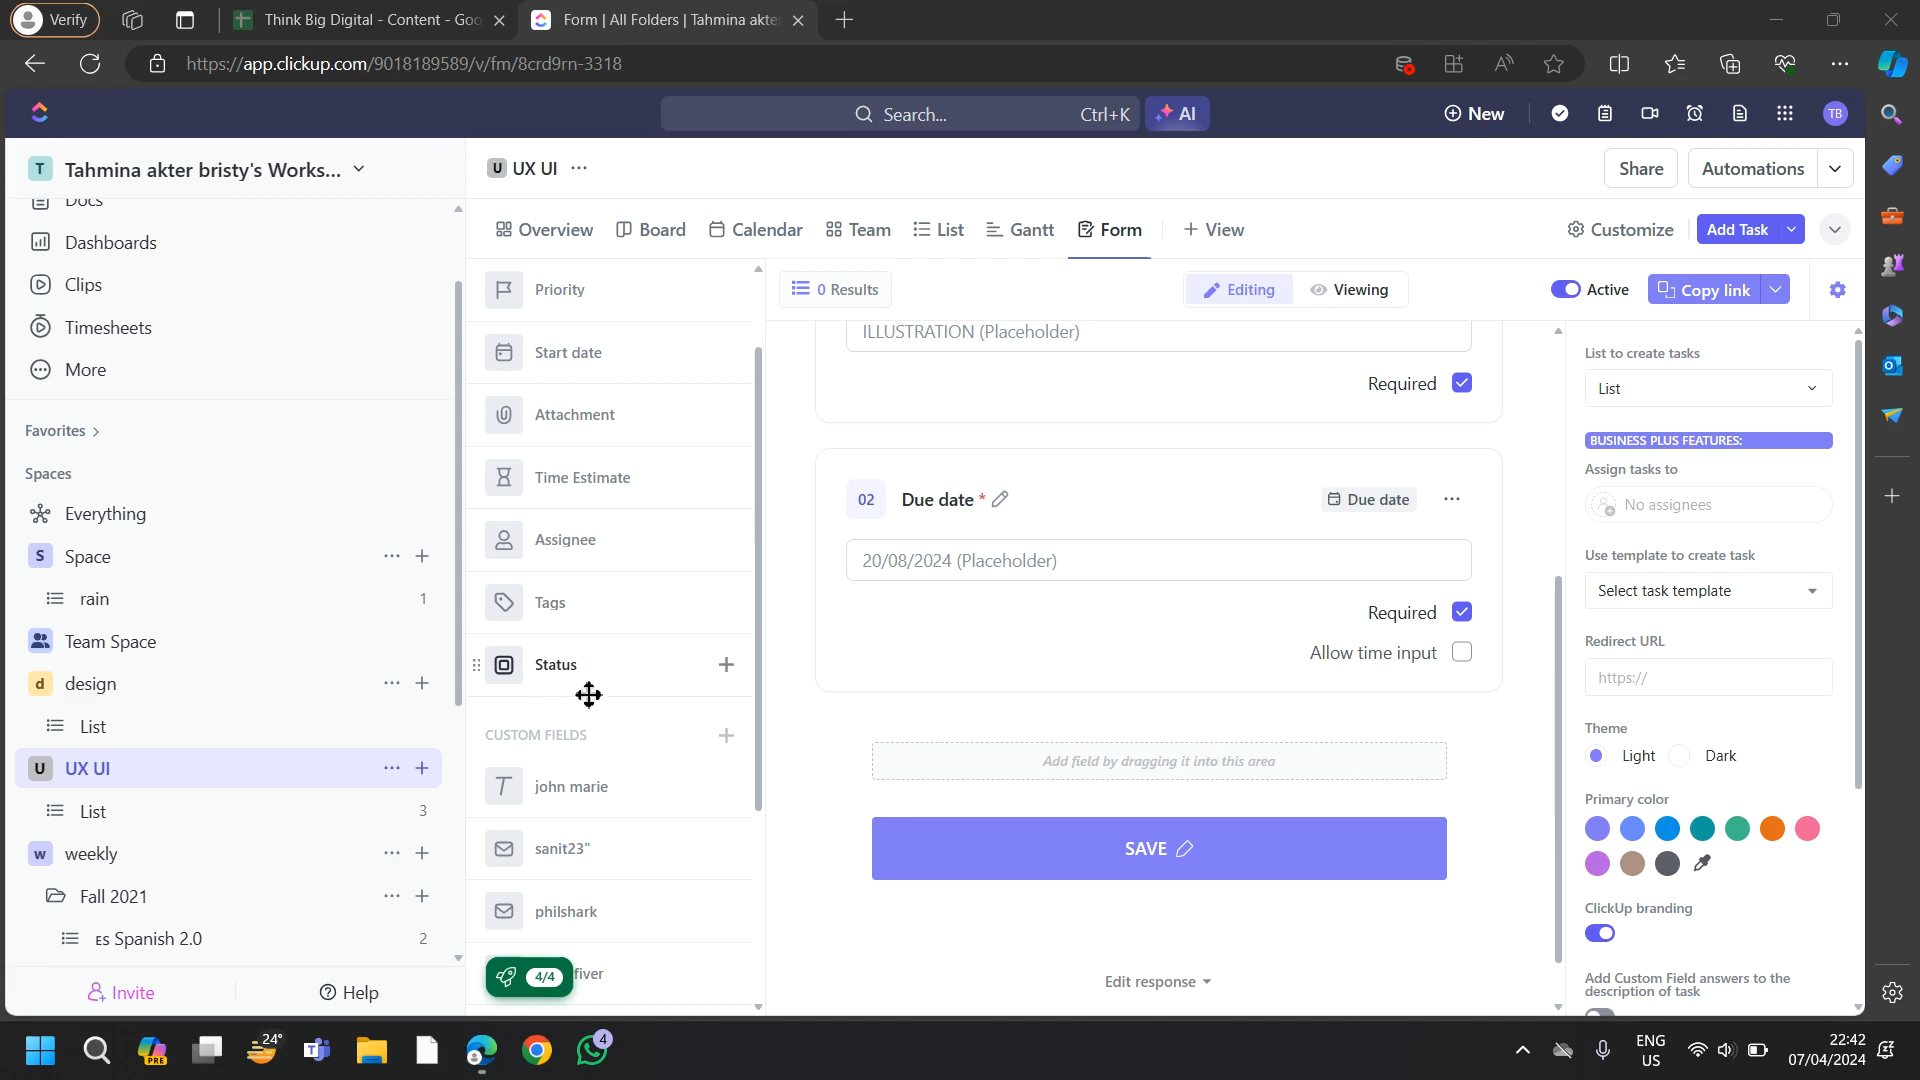 Verify
Think Big Digital - Content - Goo
Form | All Folders | Tahmina akte
https://app.clickup.com/9018189589/v/fm/8crd9rn-3318
Search...
Ctrl+K
AI
New
TB
T
Tahmina akter bristy's Works...
U
UX UI
Share
Automations
Docs
Dashboards
Clips
Timesheets
More
Favorites
Spaces
Everything
S
Space
rain
1
Team Space
d
design
List
U
UX UI
List
3
w
weekly
Fall 2021
ES Spanish 2.0
2
Invite
Help
Overview
Board
Calendar
Team
List
Gantt
Form
+ View
Customize
Add Task
Priority
Start date
Attachment
Time Estimate
Assignee
Tags
Status
CUSTOM FIELDS
john marie
sanit23"
philshark
fiver
4/4
0 Results
Editing
Viewing
Active
Copy link
ILLUSTRATION (Placeholder)
Required
02
Due date *
Due date
20/08/2024 (Placeholder)
Required
Allow time input
Add field by dragging it into this area
SAVE
Edit response
List to create tasks
List
BUSINESS PLUS FEATURES:
Assign tasks to
No assignees
Use template to create task
Select task template
Redirect URL
https://
Theme
Light
Dark
Primary color
ClickUp branding
Add Custom Field answers to the
description of task
PRE
24°
4
ENG
US
22:42
07/04/2024